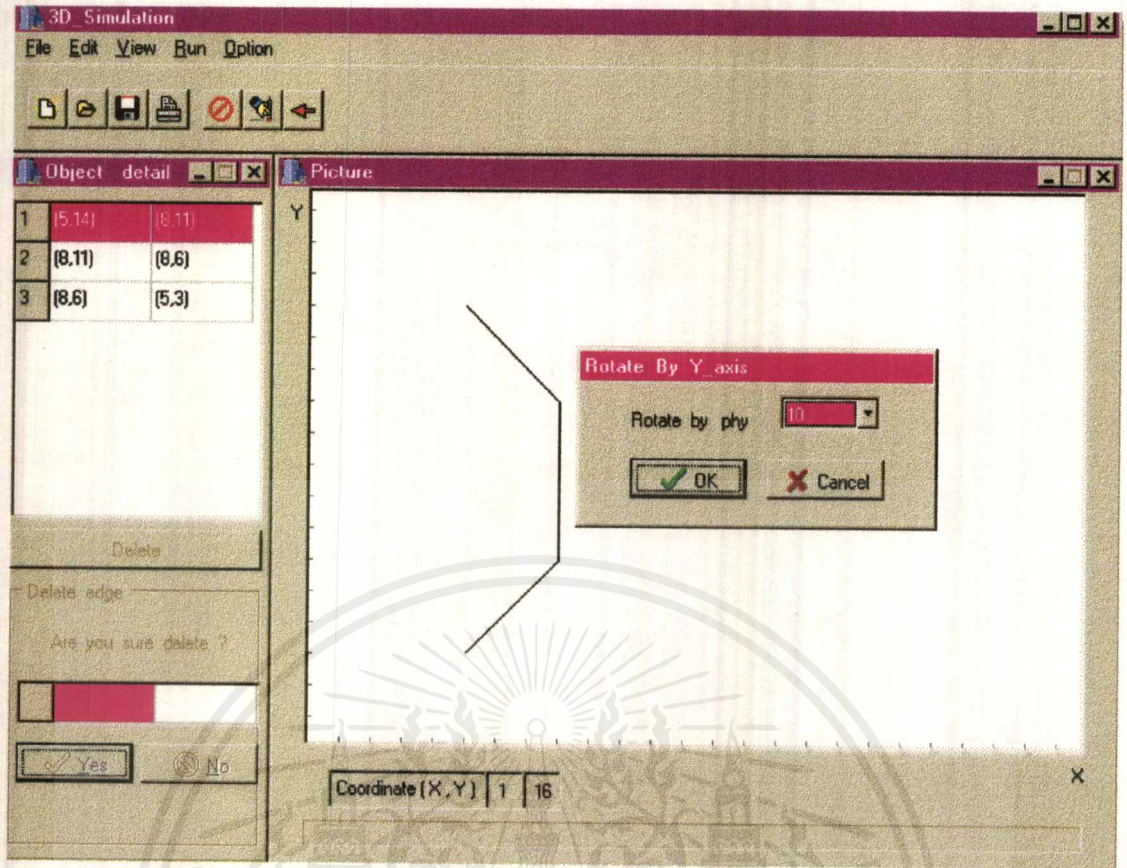 3D_Simulation
File Edit View Run Option
Object detail
1 (5,14) (8,11)
2 (8,11) (8,6)
3 (8,6) (5,3)
Delete
Delete edge
Are you sure delete ?
Yes No
Picture
Y
Rotate By Y_axis
Rotate by phy 10
OK Cancel
X
Coordinate (X,Y) 1 16